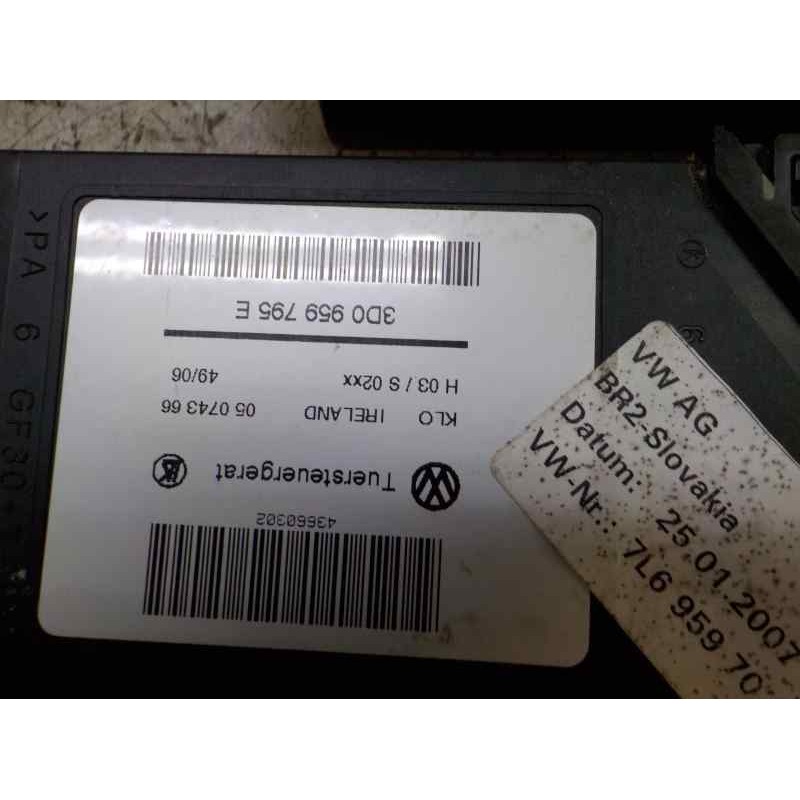 43660302
Tuersteuergerat
KLO IRELAND 05 0743 66
H 03 / S 02xx 49/06
3D0 959 795 E
VW AG
BR2-Slovakia
Datum: 25.01.2007
VW-Nr.: 7L6 959 70
>PA 6 GF30